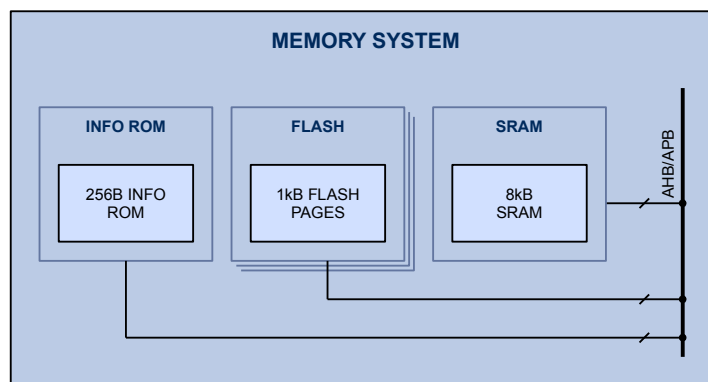 MEMORY SYSTEM
INFO ROM
FLASH
SRAM
AHB/APB
256B INFO
ROM
1kB FLASH
PAGES
8kB
SRAM